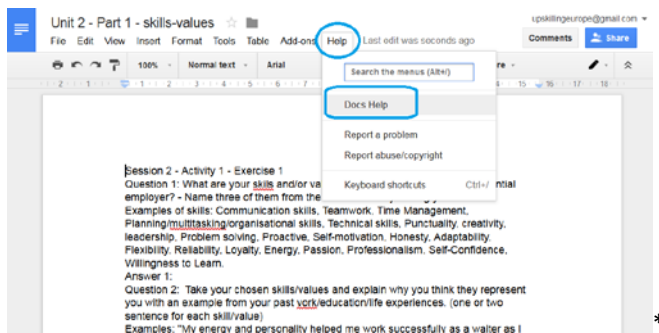 Unit 2 - Part 1 - skills-values
upskillingeurope@gmail.com
File Edit View Insert Format Tools Table Add-ons Help Last edit was seconds ago
Comments Share
100% Normal text Arial
Search the menus (Alt+/)
Docs Help
Report a problem
Report abuse/copyright
Keyboard shortcuts Ctrl+/
Session 2 - Activity 1 - Exercise 1
Question 1: What are your skils and/or va ntial
employer? - Name three of them from the
Examples of skills: Communication skills, Teamwork, Time Management,
Planning/multitasking/organisational skills, Technical skills, Punctuality, creativity,
leadership, Problem solving, Proactive, Self-motivation, Honesty, Adaptability,
Flexibility, Reliability, Loyalty, Energy, Passion, Professionalism, Self-Confidence,
Willingness to Learn.
Answer 1:
Question 2: Take your chosen skills/values and explain why you think they represent
you with an example from your past vork/education/life experiences. (one or two
sentence for each skill/value)
Examples: "My energy and personality helped me work successfully as a waiter as I
*